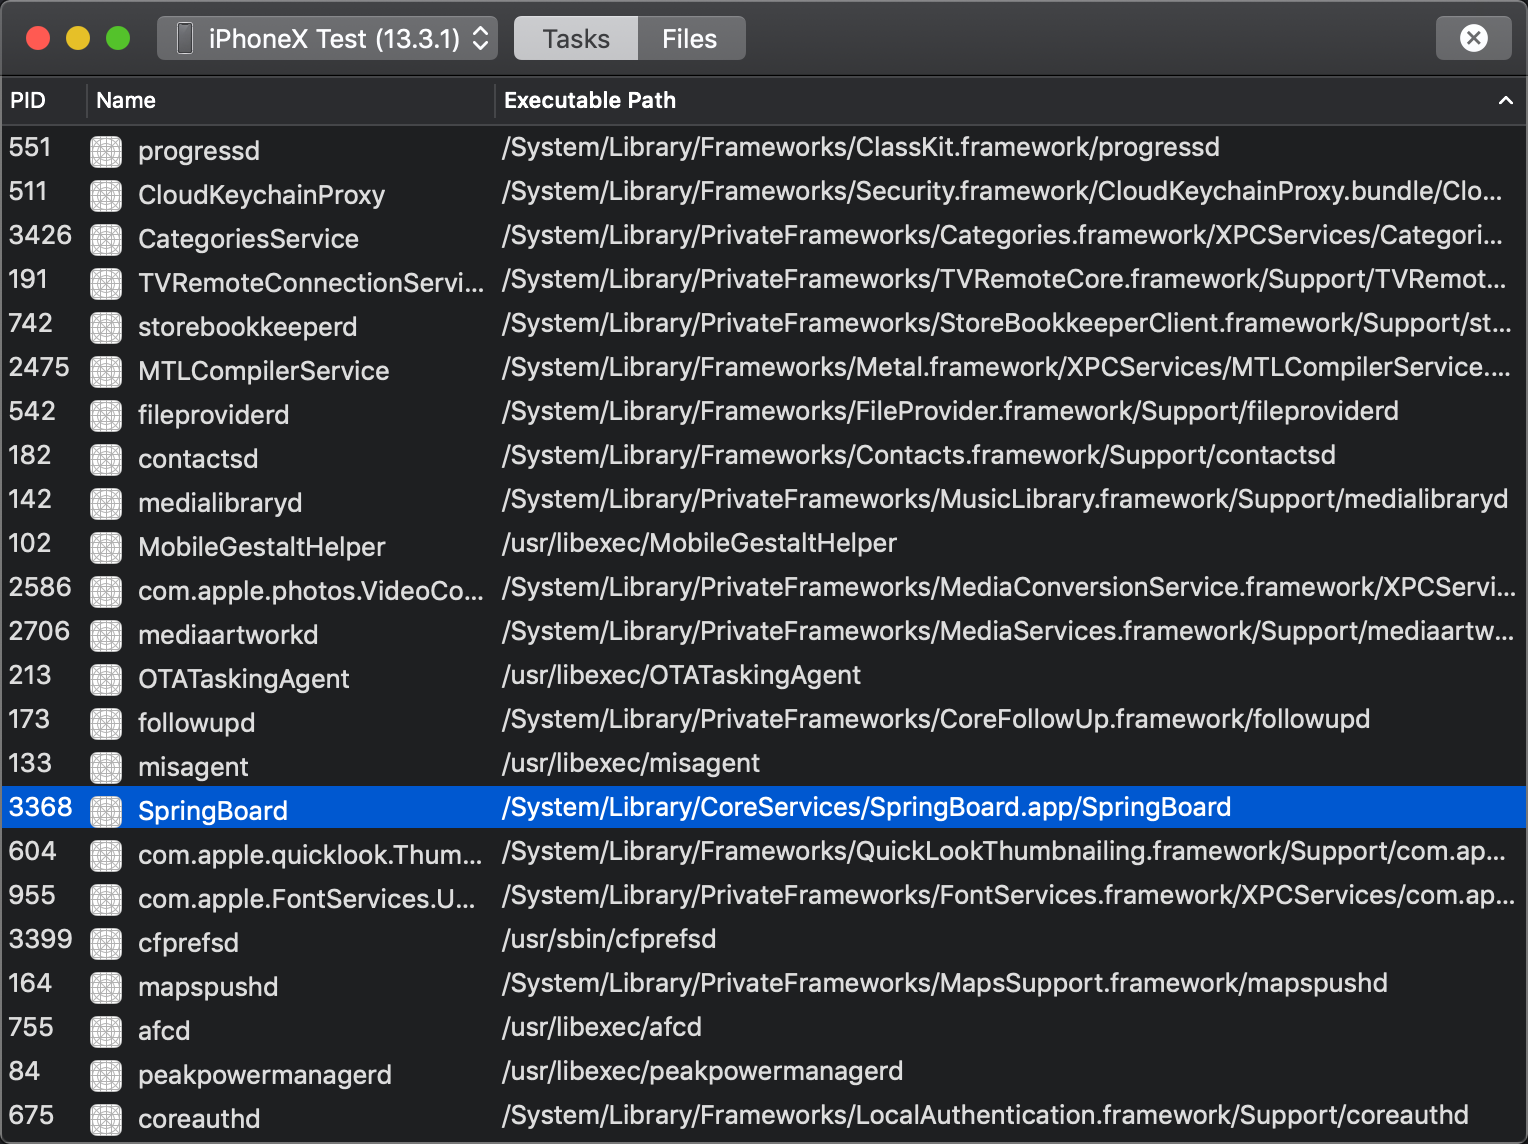 iPhoneX Test (13.3.1) Tasks Files
PID Name Executable Path
551 progressd /System/Library/Frameworks/ClassKit.framework/progressd
511 CloudKeychainProxy /System/Library/Frameworks/Security.framework/CloudKeychainProxy.bundle/Clo...
3426 CategoriesService /System/Library/PrivateFrameworks/Categories.framework/XPCServices/Categori...
191 TVRemoteConnectionServi... /System/Library/PrivateFrameworks/TVRemoteCore.framework/Support/TVRemot...
742 storebookkeeperd /System/Library/PrivateFrameworks/StoreBookkeeperClient.framework/Support/st...
2475 MTLCompilerService /System/Library/Frameworks/Metal.framework/XPCServices/MTLCompilerService....
542 fileproviderd /System/Library/Frameworks/FileProvider.framework/Support/fileproviderd
182 contactsd /System/Library/Frameworks/Contacts.framework/Support/contactsd
142 medialibraryd /System/Library/PrivateFrameworks/MusicLibrary.framework/Support/medialibraryd
102 MobileGestaltHelper /usr/libexec/MobileGestaltHelper
2586 com.apple.photos.VideoCo... /System/Library/PrivateFrameworks/MediaConversionService.framework/XPCServi...
2706 mediaartworkd /System/Library/PrivateFrameworks/MediaServices.framework/Support/mediaartw...
213 OTATaskingAgent /usr/libexec/OTATaskingAgent
173 followupd /System/Library/PrivateFrameworks/CoreFollowUp.framework/followupd
133 misagent /usr/libexec/misagent
3368 SpringBoard /System/Library/CoreServices/SpringBoard.app/SpringBoard
604 com.apple.quicklook.Thum... /System/Library/Frameworks/QuickLookThumbnailing.framework/Support/com.ap...
955 com.apple.FontServices.U... /System/Library/PrivateFrameworks/FontServices.framework/XPCServices/com.ap...
3399 cfprefsd /usr/sbin/cfprefsd
164 mapspushd /System/Library/PrivateFrameworks/MapsSupport.framework/mapspushd
755 afcd /usr/libexec/afcd
84 peakpowermanagerd /usr/libexec/peakpowermanagerd
675 coreauthd /System/Library/Frameworks/LocalAuthentication.framework/Support/coreauthd